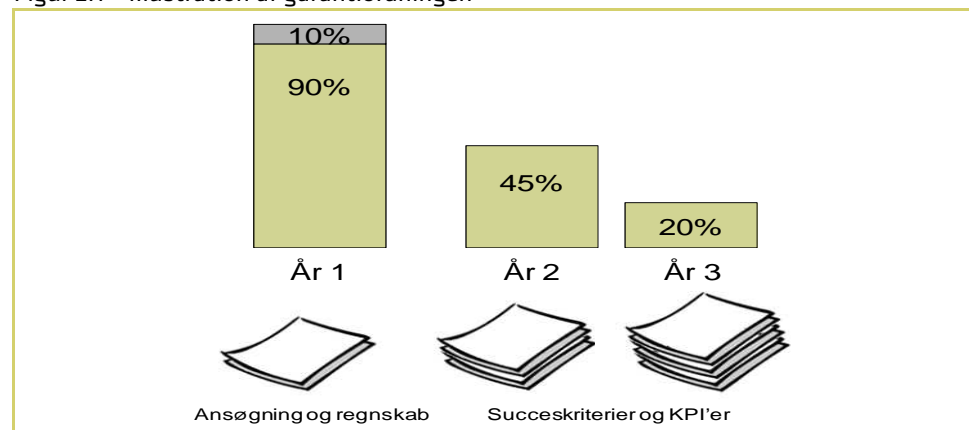 10%
90%
45%
20%
År 1
År 2
År 3
Ansøgning og regnskab
Succeskriterier og KPI'er